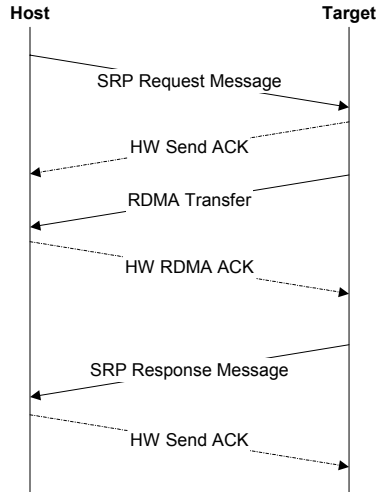 Host
Target
SRP Request Message
HW Send ACK
RDMA Transfer
HW RDMA ACK
SRP Response Message
HW Send ACK